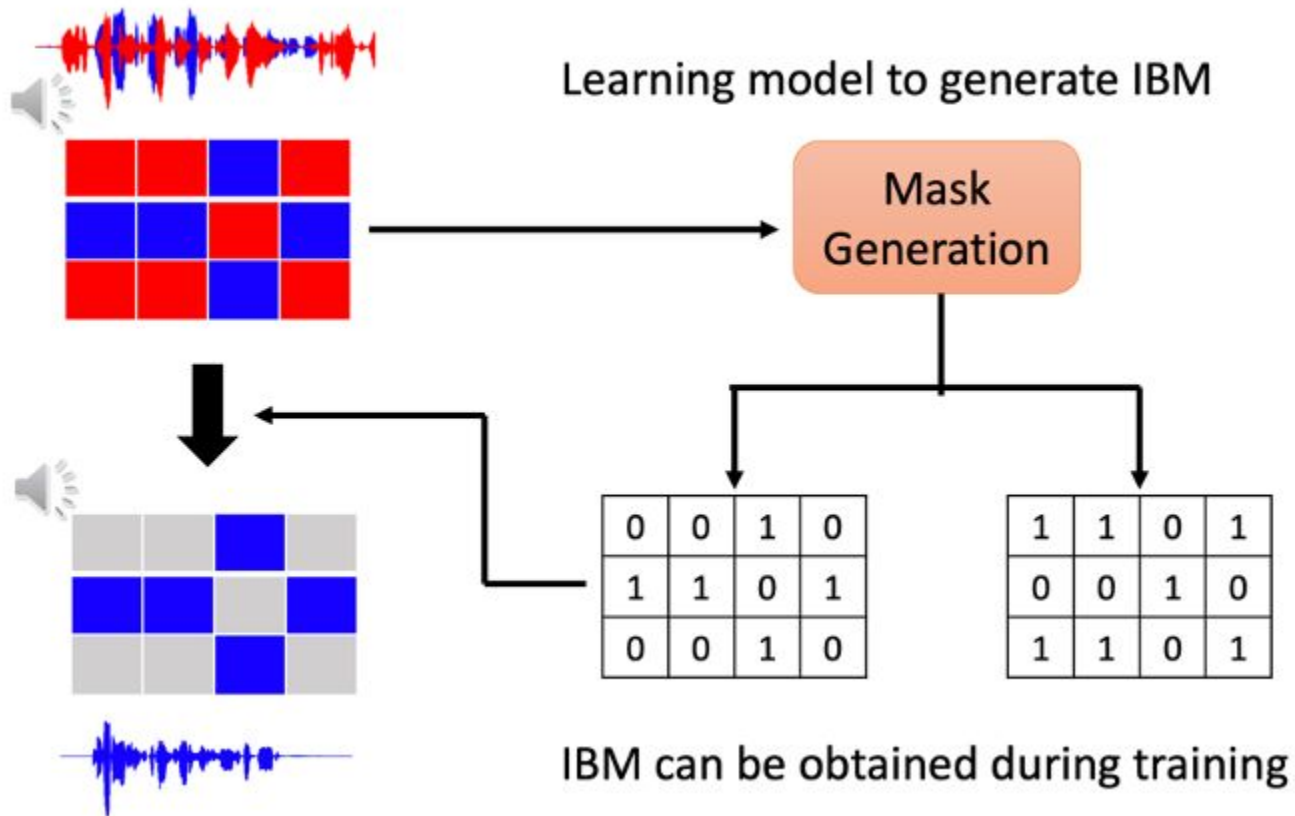 Learning model to generate IBM
Mask
Generation
0 0 1 0
1 1 0 1
0 0 1 0
1 1 0 1
0 0 1 0
1 1 0 1
IBM can be obtained during training